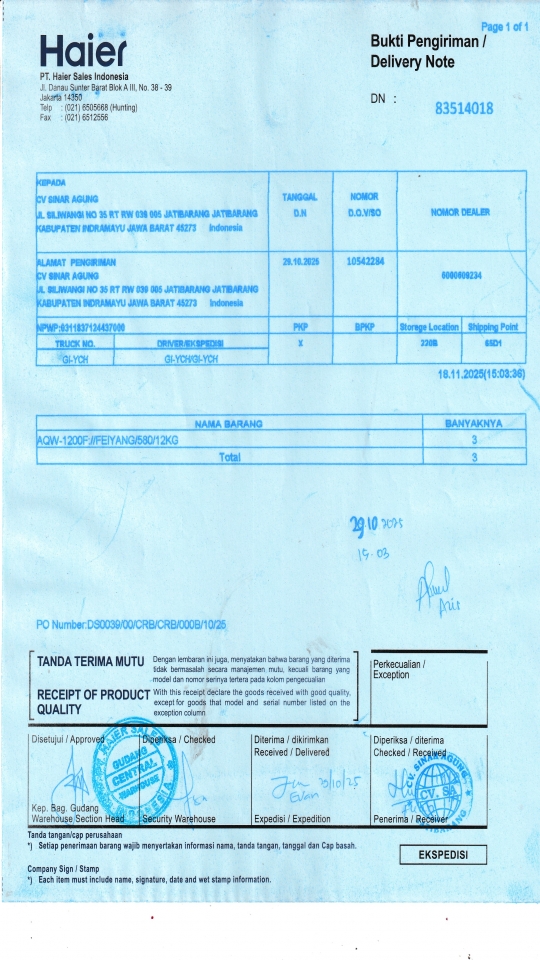 Page 1 of 1
Haier
Bukti Pengiriman /
Delivery Note
PT. Haier Sales Indonesia
Jl. Danau Sunter Barat Blok A III, No. 38 - 39
Jakarta 14350
Telp : (021) 6505668 (Hunting)
Fax : (021) 6512556
DN : 83514018
KEPADA
CV SINAR AGUNG
JL SILIWANGI NO 35 RT RW 039 005 JATIBARANG JATIBARANG
KABUPATEN INDRAMAYU JAWA BARAT 45273 Indonesia
TANGGAL
D.N
NOMOR
D.O./SO
NOMOR DEALER
ALAMAT PENGIRIMAN
CV SINAR AGUNG
JL SILIWANGI NO 35 RT RW 039 005 JATIBARANG JATIBARANG
KABUPATEN INDRAMAYU JAWA BARAT 45273 Indonesia
29.10.2025
10542284
NPWP:
PKP
BPKP
Storege Location
Shipping Point
TRUCK NO.
DRIVER/EKSPEDISI
X
220B
65D1
GI-YCH
GI-YCH/GI-YCH
18.11.2025(15:03:36)
NAMA BARANG
BANYAKNYA
AQW-1200F://FEIYANG/580/12KG
3
Total
3
29.10 2025
PO Number:DS0039/00/CRB/CRB/000B/10/25
TANDA TERIMA MUTU
Dengan lembaran ini juga, menyatakan bahwa barang yang diterima
tidak bermasalah secara manajemen mutu, kecuali barang yang
model dan nomor serinya tertera pada kolom pengecualian
RECEIPT OF PRODUCT
QUALITY
With this receipt declare the goods received with good quality,
except for goods that model and serial number listed on the
exception column
Perkecualian /
Exception
Disetujui / Approved
Diperiksa / Checked
Diterima / dikirikan
Received / Delivered
Diperiksa / diterima
Checked / Received
GUDANG
CENTRAL
WAREHOUSE
CV. SINAR AGUNG
CV. SA
Evan
Kep. Bag. Gudang
Warehouse Section Head
Security Warehouse
Expedisi / Expedition
Penerima / Receiver
Tanda tangan/cap perusahaan
*) Setiap penerimaan barang wajib menyertakan informasi nama, tanda tangan, tanggal dan Cap basah.
EKSPEDISI
Company Sign / Stamp
*) Each item must include name, signature, date and wet stamp information.